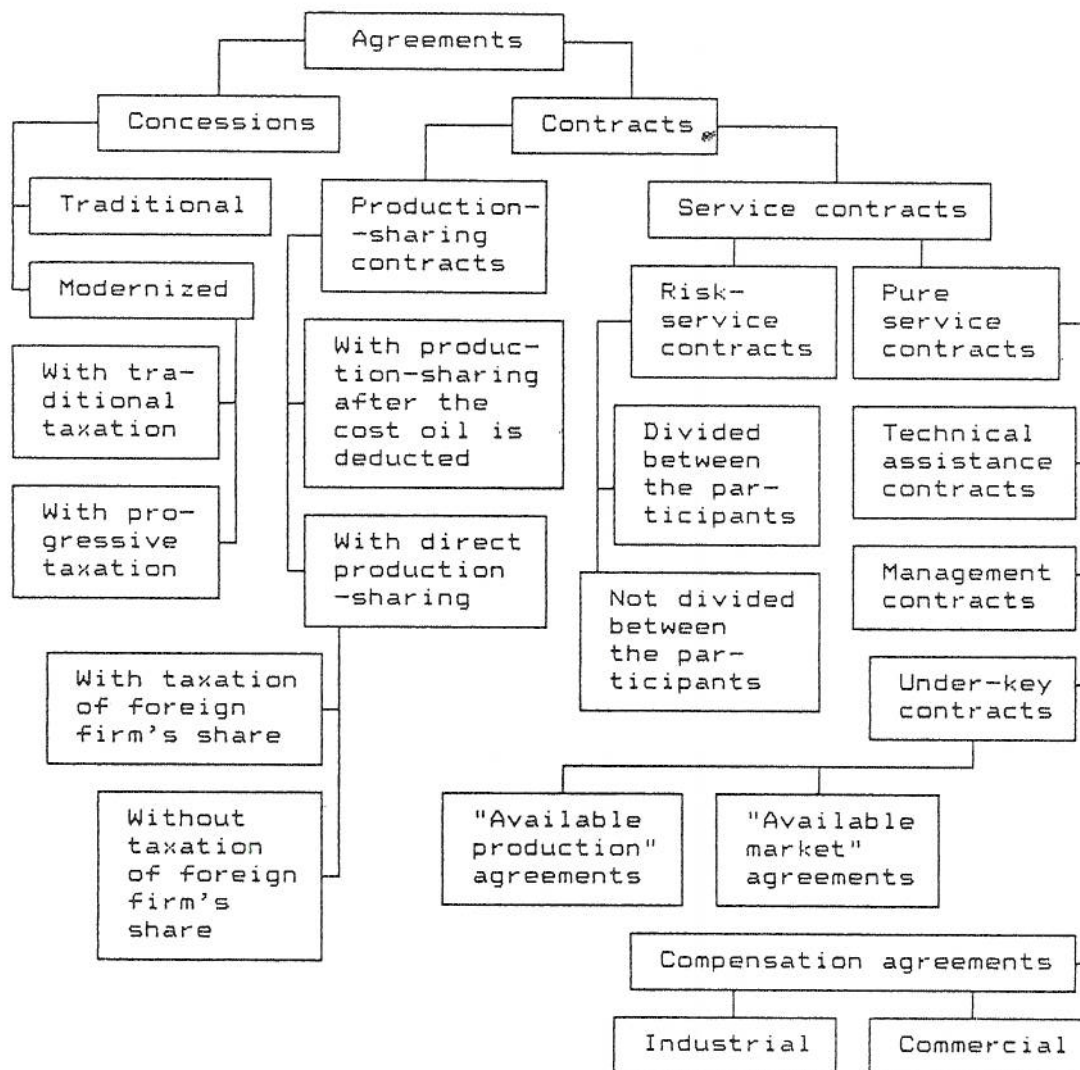 Agreements
Concessions
Contracts
Traditional
Modernized
With tra-
ditional
taxation
With pro-
gressive
taxation
Production-
-sharing
contracts
With produc-
tion-sharing
after the
cost oil is
deducted
With direct
production
-sharing
With taxation
of foreign
firm's share
Without
taxation
of foreign
firm's
share
Service contracts
Risk-
service
contracts
Divided
between
the par-
ticipants
Not divided
between
the par-
ticipants
Pure
service
contracts
Technical
assistance
contracts
Management
contracts
Under-key
contracts
"Available
production"
agreements
"Available
market"
agreements
Compensation agreements
Industrial
Commercial